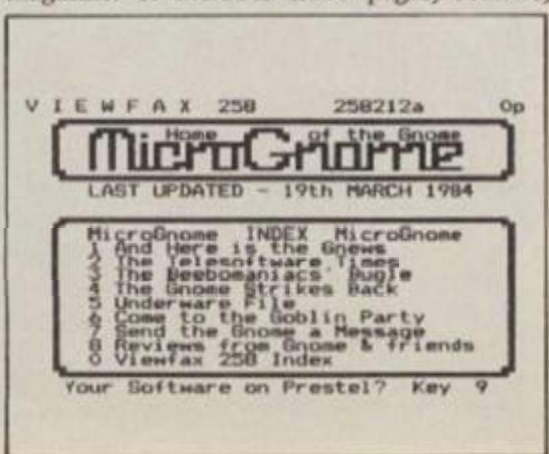 V I E W F A X 258 258212a 0p
Home of the Gnome
MicroGnome
LAST UPDATED - 19th MARCH 1984
MicroGnome INDEX MicroGnome
1 And Here is the Gnews
2 The Telesoftware Times
3 The Beebomaniacs' Bugle
4 The Gnome Strikes Back
5 Underware File
6 Come to the Goblin Party
7 Send the Gnome a Message
8 Reviews from Gnome & friends
0 Viewfax 258 Index
Your Software on Prestel? Key 9